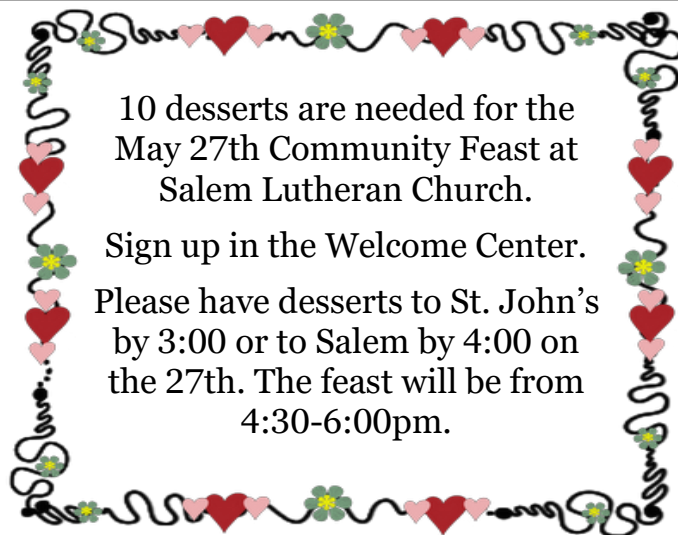 10 desserts are needed for the
May 27th Community Feast at
Salem Lutheran Church.
Sign up in the Welcome Center.
Please have desserts to St. John’s
by 3:00 or to Salem by 4:00 on
the 27th. The feast will be from
4:30-6:00pm.